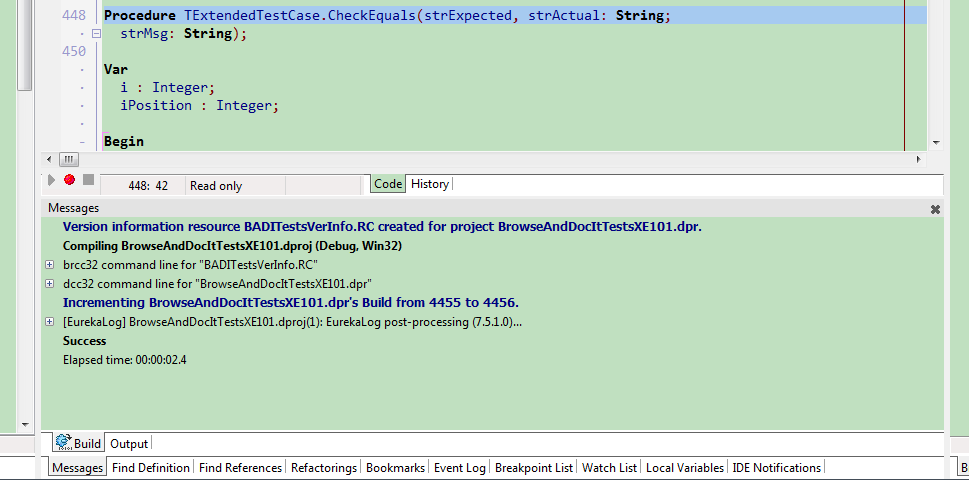 448 Procedure TExtendedTestCase.CheckEquals(strExpected, strActual: String;
strMsg: String);
450
Var
i : Integer;
iPosition : Integer;
Begin
448: 42 Read only Code History
Messages
Version information resource BADITestsVerInfo.RC created for project BrowseAndDocItTestsXE101.dpr.
Compiling BrowseAndDocItTestsXE101.dproj (Debug, Win32)
brcc32 command line for "BADITestsVerInfo.RC"
dcc32 command line for "BrowseAndDocItTestsXE101.dpr"
Incrementing BrowseAndDocItTestsXE101.dpr's Build from 4455 to 4456.
[EurekaLog] BrowseAndDocItTestsXE101.dproj(1): EurekaLog post-processing (7.5.1.0)...
Success
Elapsed time: 00:00:02.4
Build Output
Messages Find Definition Find References Refactorings Bookmarks Event Log Breakpoint List Watch List Local Variables IDE Notifications B